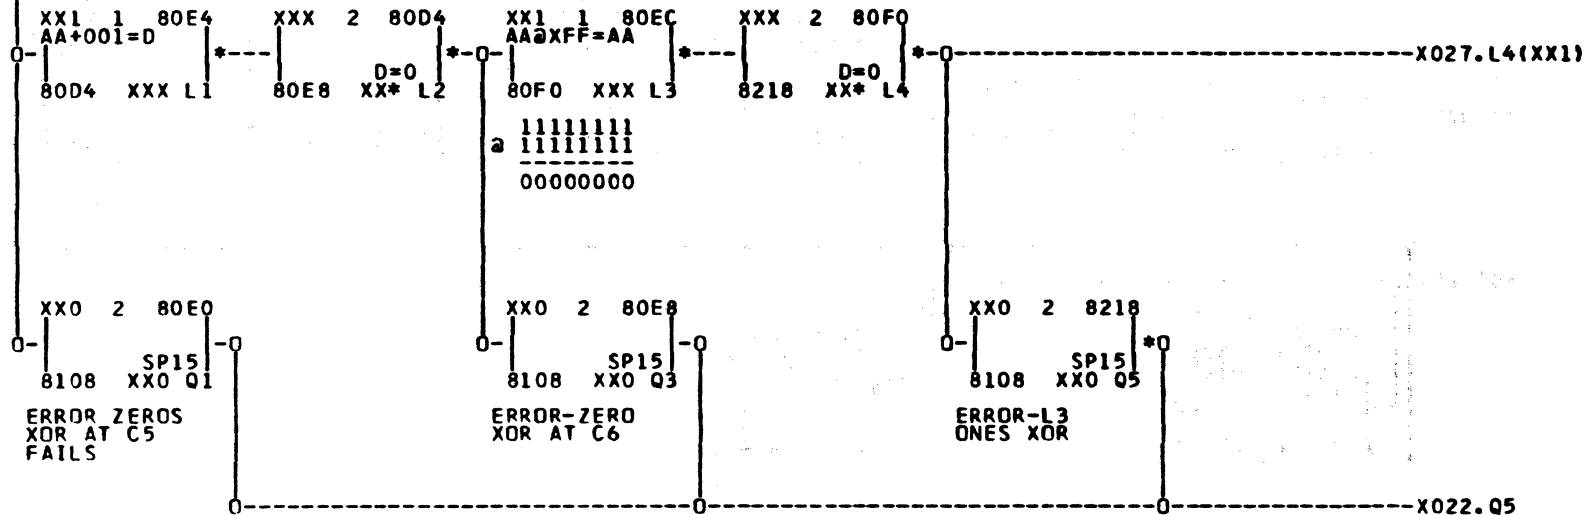 XX1 1 80E4 XXX 2 80D4 XX1 1 80EC XXX 2 80F0
AA+001=D AA@XFF=AA
O- *--- *-O- *--- *-O------------------------------X027.L4(XX1)
D=0 D=0
80D4 XXX L1 80E8 XX* L2 80F0 XXX L3 8218 XX* L4
11111111
@ 11111111
--------
00000000
XX0 2 80E0 XX0 2 80E8 XX0 2 8218
O- -O O- -O O- *O
SP15 SP15 SP15
8108 XX0 Q1 8108 XX0 Q3 8108 XX0 Q5
ERROR ZEROS ERROR-ZERO ERROR-L3
XOR AT C5 XOR AT C6 ONES XOR
FAILS
O------------------------------O------------------------------O----------------X022.Q5